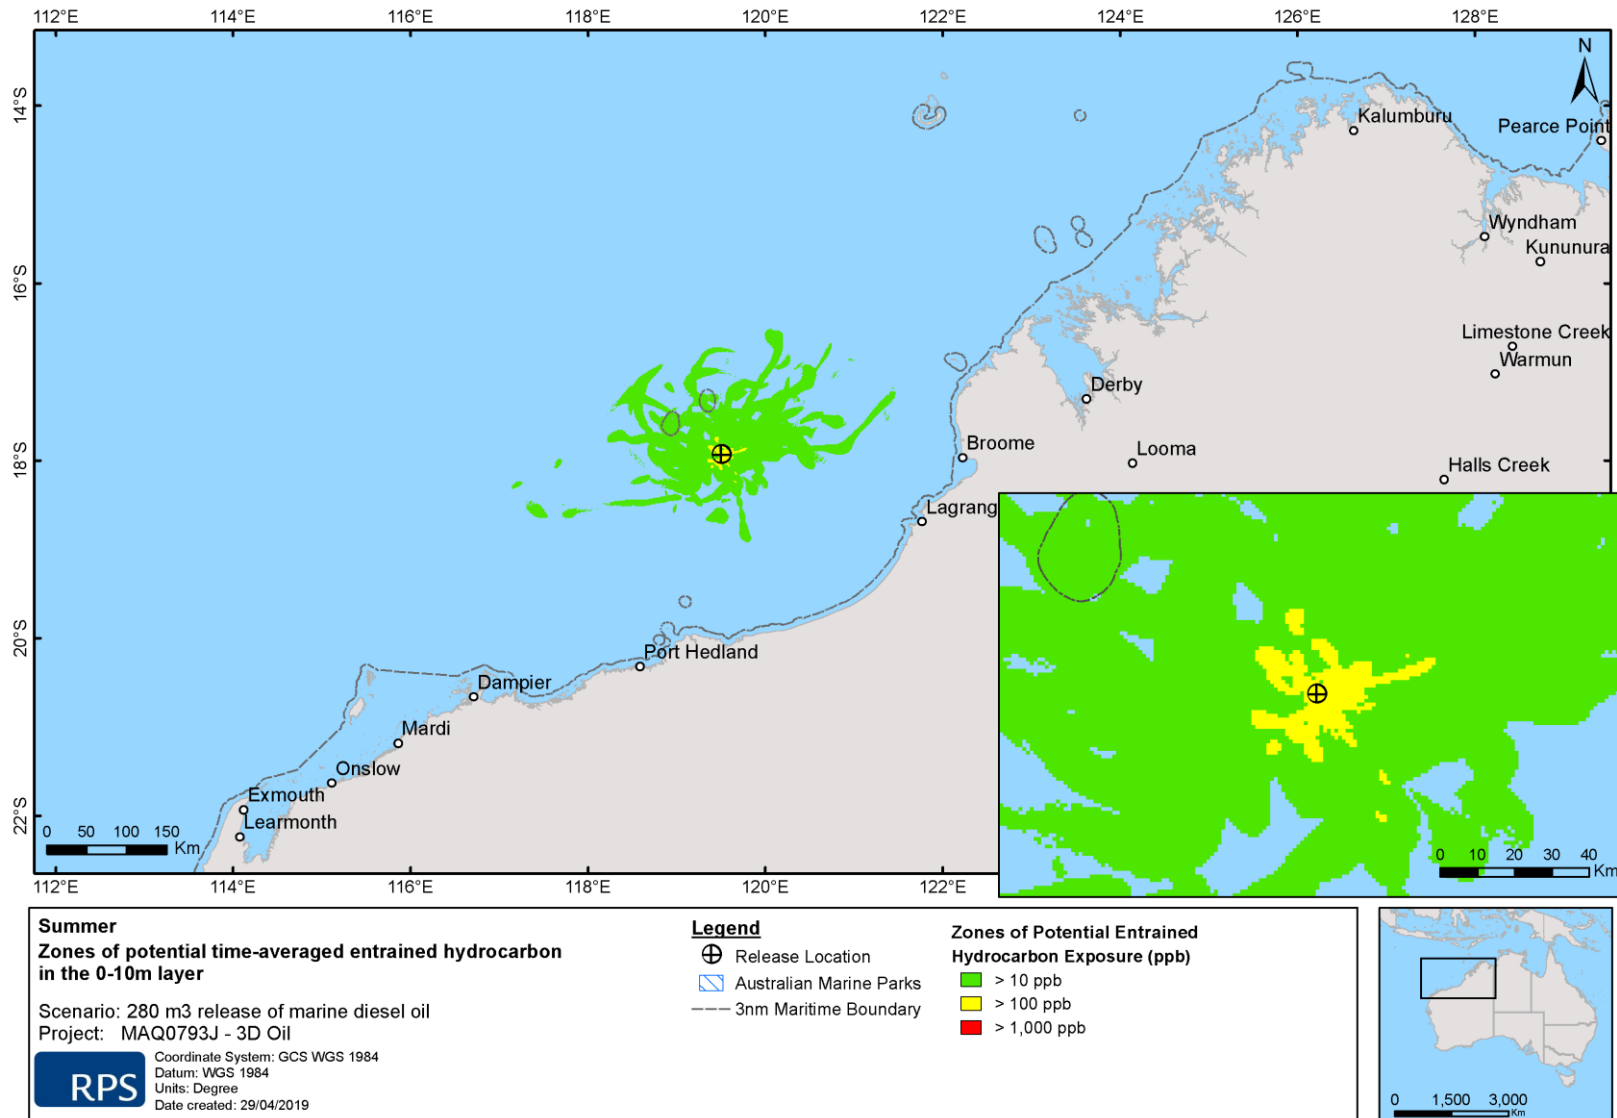 112°E 114°E 116°E 118°E 120°E 122°E 124°E 126°E 128°E
N
14°S
Kalumburu
Pearce Point
Wyndham
Kununura
16°S
Limestone Creek
Warmun
Derby
Broome
Looma
18°S
Halls Creek
Lagrang
20°S
Port Hedland
Dampier
Mardi
Onslow
Exmouth
Learmonth
22°S
0 50 100 150
Km
0 10 20 30 40
Km
112°E 114°E 116°E 118°E 120°E 122°E
Summer
Zones of potential time-averaged entrained hydrocarbon
in the 0-10m layer
Scenario: 280 m3 release of marine diesel oil
Project: MAQ0793J - 3D Oil
RPS
Coordinate System: GCS WGS 1984
Datum: WGS 1984
Units: Degree
Date created: 29/04/2019
Legend
Release Location
Australian Marine Parks
3nm Maritime Boundary
Zones of Potential Entrained
Hydrocarbon Exposure (ppb)
> 10 ppb
> 100 ppb
> 1,000 ppb
0 1,500 3,000
Km